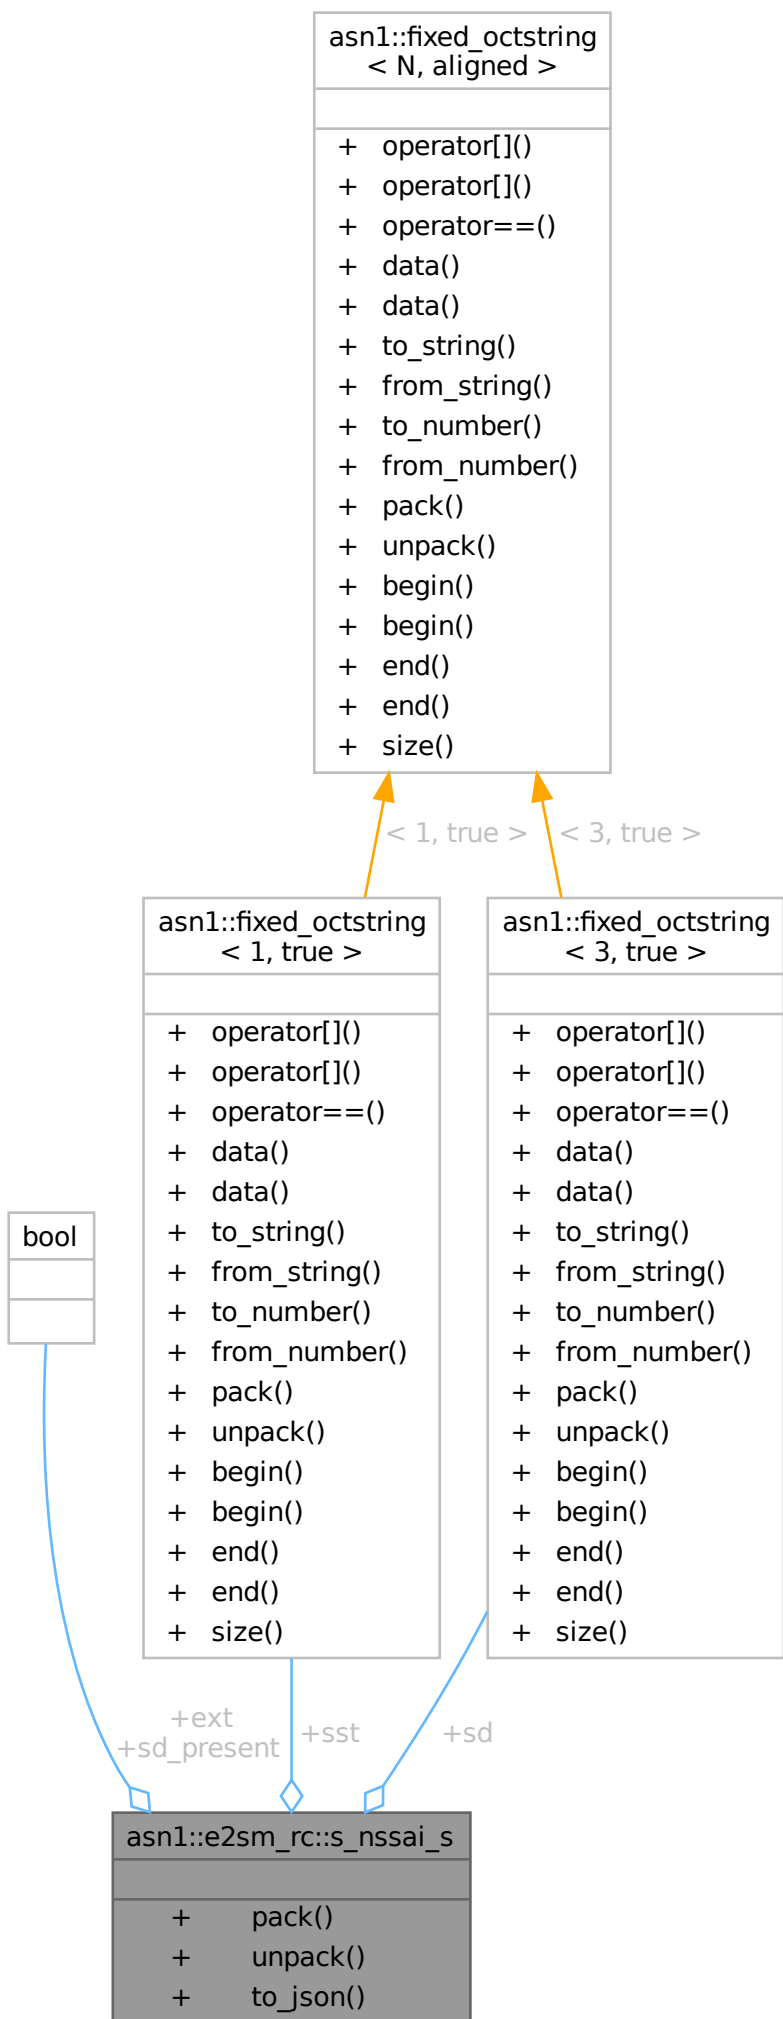 asn1::fixed_octstring
< N, aligned >
+ operator[]()
+ operator[]()
+ operator==()
+ data()
+ data()
+ to_string()
+ from_string()
+ to_number()
+ from_number()
+ pack()
+ unpack()
+ begin()
+ begin()
+ end()
+ end()
+ size()
< 1, true >
< 3, true >
asn1::fixed_octstring
< 1, true >
+ operator[]()
+ operator[]()
+ operator==()
+ data()
+ data()
+ to_string()
+ from_string()
+ to_number()
+ from_number()
+ pack()
+ unpack()
+ begin()
+ begin()
+ end()
+ end()
+ size()
asn1::fixed_octstring
< 3, true >
+ operator[]()
+ operator[]()
+ operator==()
+ data()
+ data()
+ to_string()
+ from_string()
+ to_number()
+ from_number()
+ pack()
+ unpack()
+ begin()
+ begin()
+ end()
+ end()
+ size()
bool
+ext
+sd_present
+sst
+sd
asn1::e2sm_rc::s_nssai_s
+ pack()
+ unpack()
+ to_json()